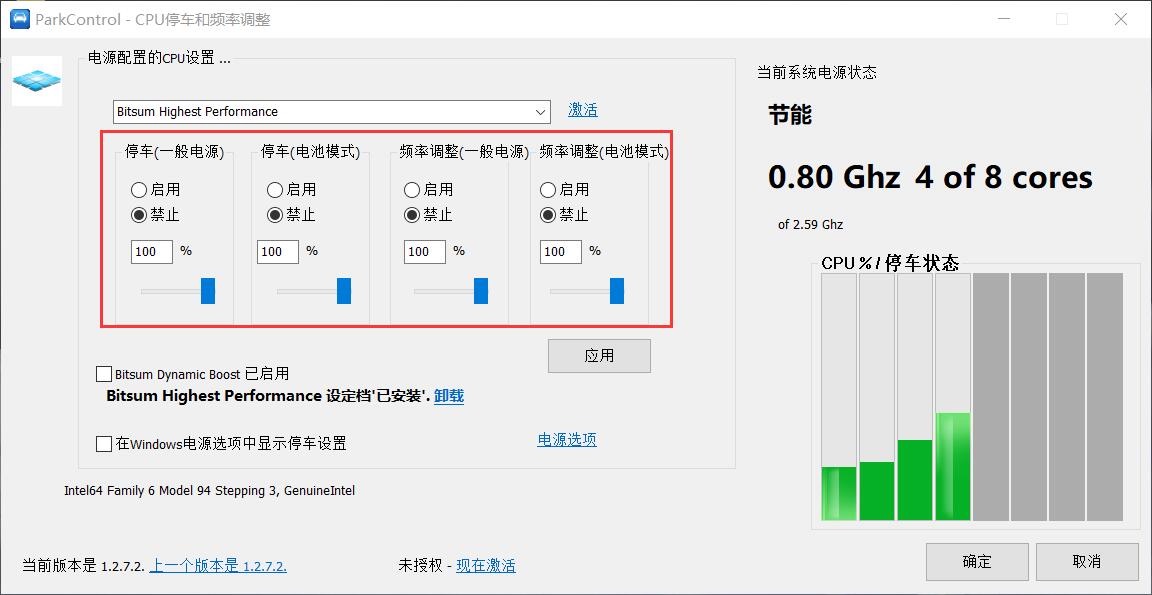 ParkControl - CPU停车和频率调整
电源配置的CPU设置 ...
Bitsum Highest Performance
激活
停车(一般电源) 停车(电池模式) 频率调整(一般电源) 频率调整(电池模式)
启用 启用 启用 启用
禁止 禁止 禁止 禁止
100 % 100 % 100 % 100 %
应用
Bitsum Dynamic Boost 已启用
Bitsum Highest Performance 设定档'已安装'. 卸载
在Windows电源选项中显示停车设置
电源选项
Intel64 Family 6 Model 94 Stepping 3, GenuineIntel
当前系统电源状态
节能
0.80 Ghz 4 of 8 cores
of 2.59 Ghz
CPU % / 停车状态
当前版本是 1.2.7.2. 上一个版本是 1.2.7.2.
未授权 - 现在激活
确定
取消